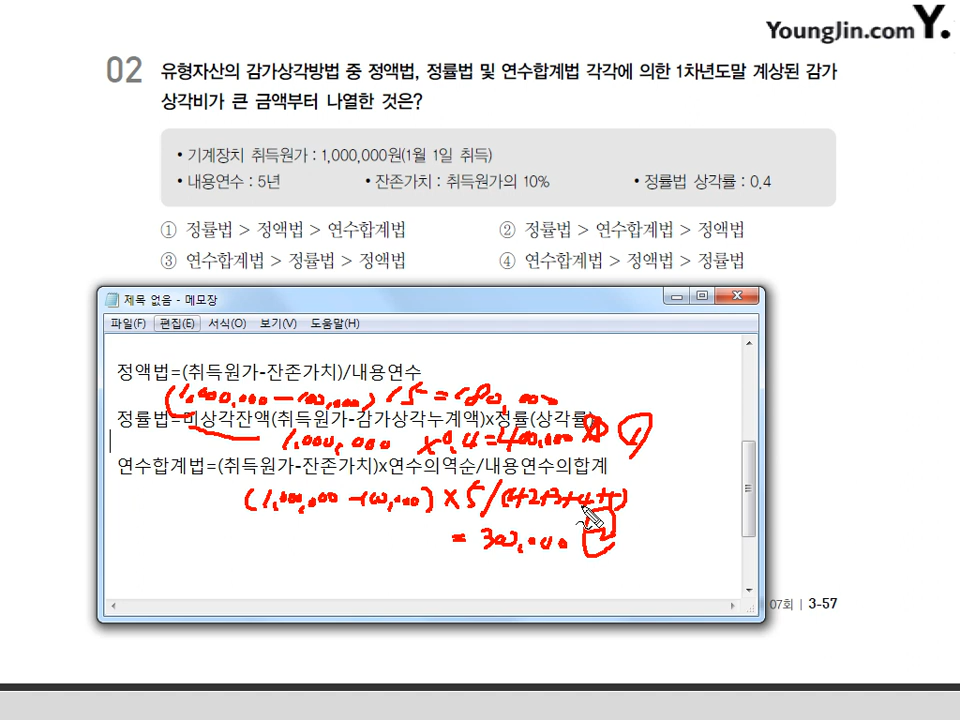 YoungJin.com Y.
02 유형자산의 감가상각방법 중 정액법, 정률법 및 연수합계법 각각에 의한 1차년도말 계상된 감가
상각비가 큰 금액부터 나열한 것은?
• 기계장치 취득원가 : 1,000,000원(1월 1일 취득)
• 내용연수 : 5년 • 잔존가치 : 취득원가의 10% • 정률법 상각률 : 0.4
① 정률법 > 정액법 > 연수합계법 ② 정률법 > 연수합계법 > 정액법
③ 연수합계법 > 정률법 > 정액법 ④ 연수합계법 > 정액법 > 정률법
제목 없음 - 메모장
파일(F) 편집(E) 서식(O) 보기(V) 도움말(H)
정액법=(취득원가-잔존가치)/내용연수
(1,000,000-100,000)/5=180,000
정률법=미상각잔액(취득원가-감가상각누계액)x정률(상각률)
1,000,000 x0.4=400,000 ①
연수합계법=(취득원가-잔존가치)x연수의역순/내용연수의합계
(1,000,000-100,000) x 5/(1+2+3+4+5)
= 300,000 2
07회 | 3-57